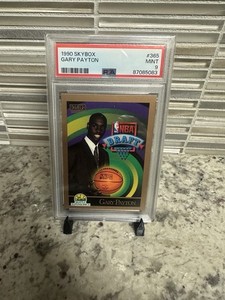 1990 SKYBOX #365
GARY PAYTON MINT
PSA 9
87085083
NBA
DRAFT
GARY PAYTON